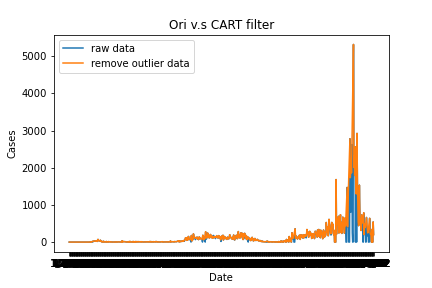 Ori v.s CART filter
raw data
remove outlier data
5000
4000
3000
2000
1000
0
Cases
Date